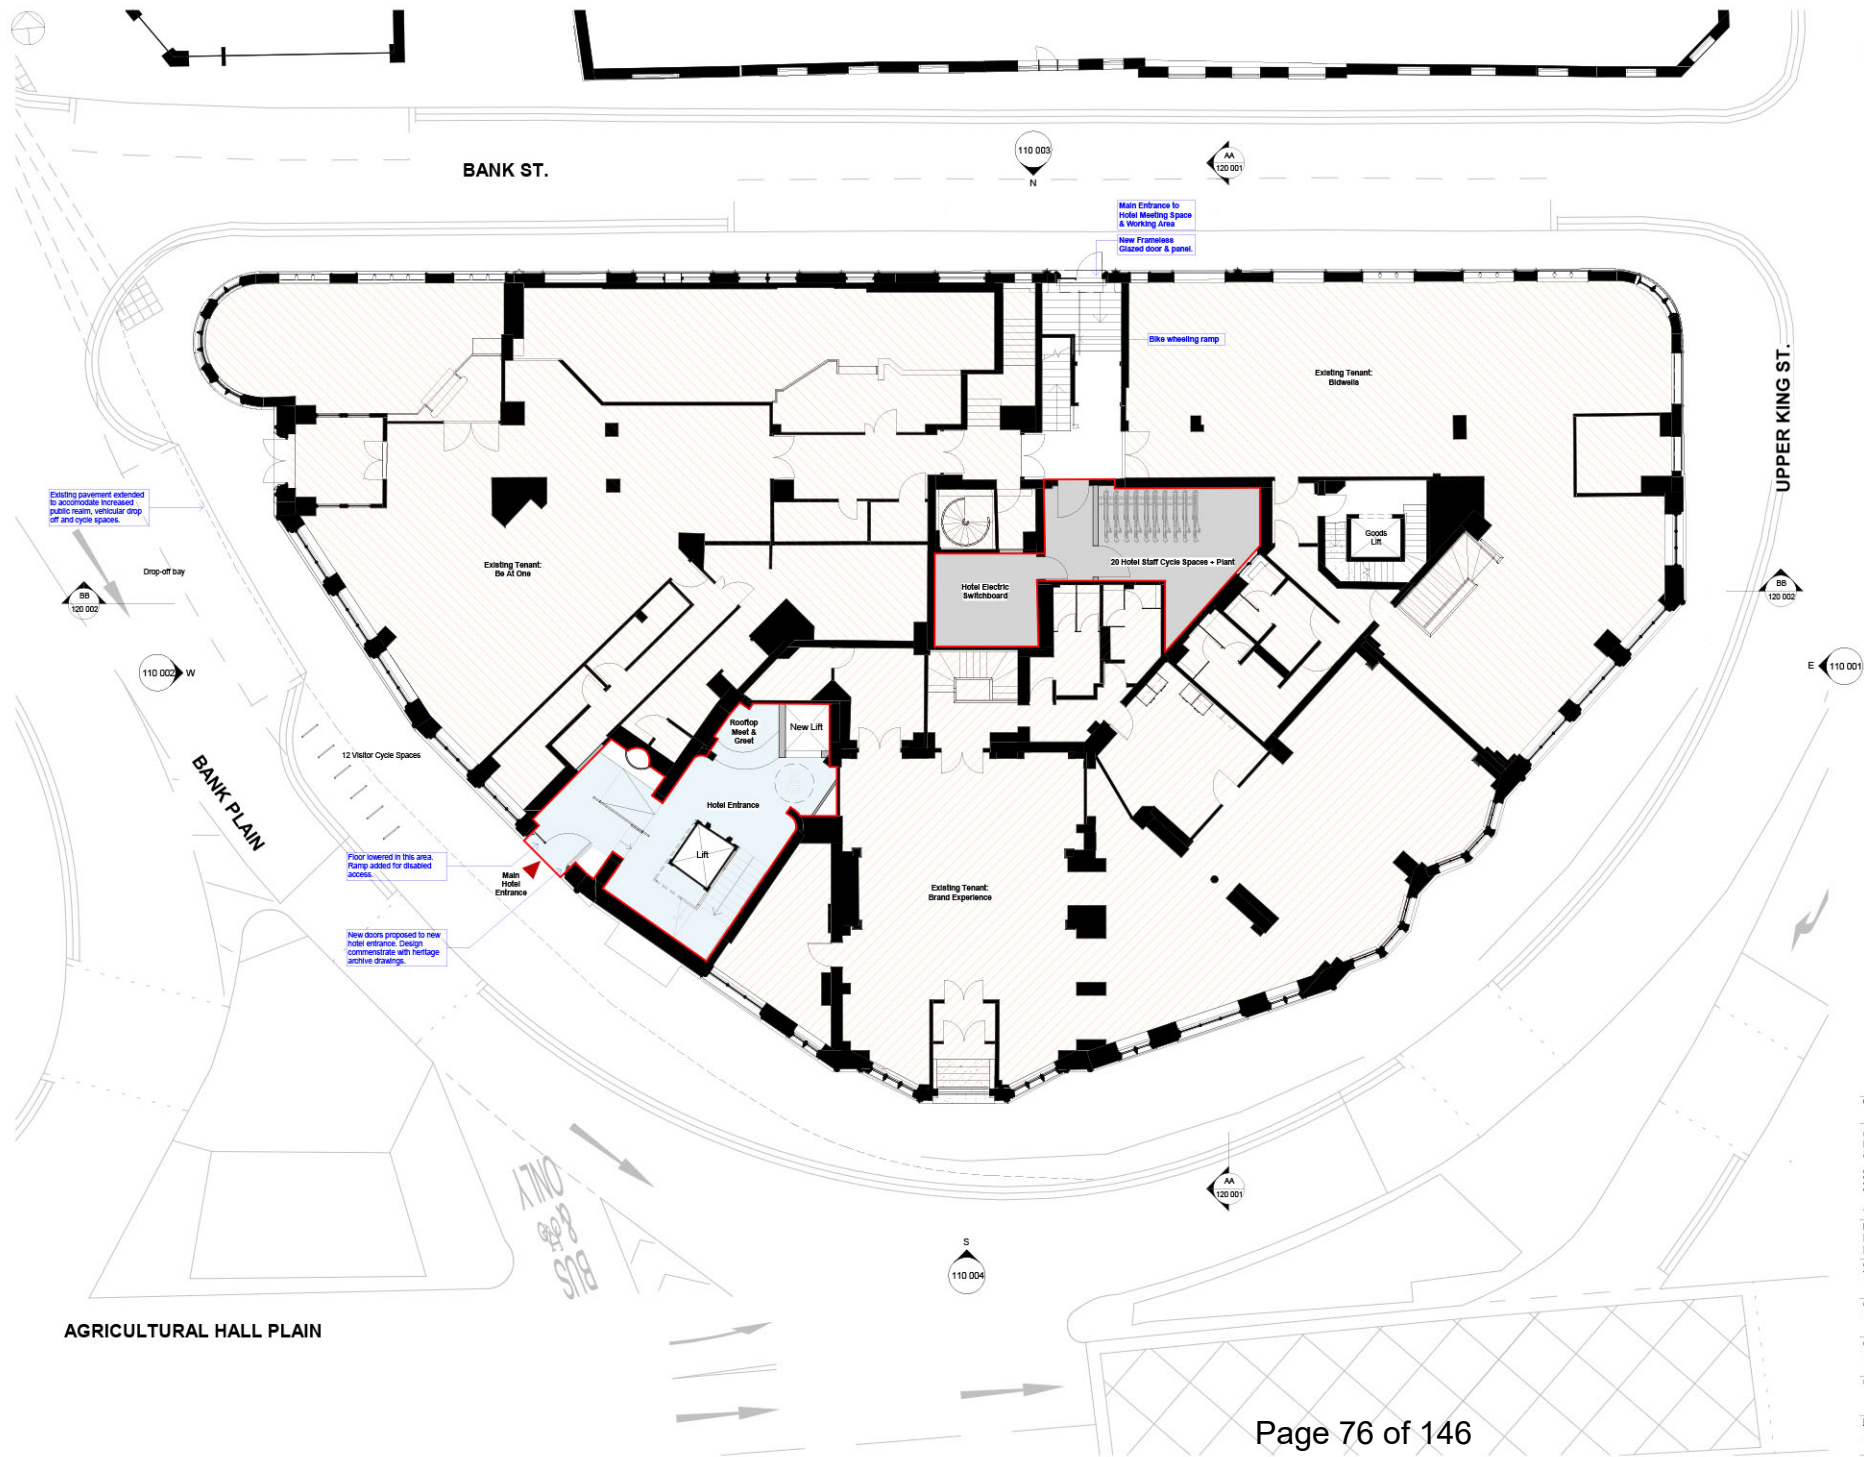 BANK ST.
110 003
N
AA
120 001
Main Entrance to
Hotel Meeting Space
& Working Area
New Frameless
Glazed door & panel.
Bike wheeling ramp
Existing Tenant:
Bidwells
UPPER KING ST.
Existing pavement extended
to accomodate increased
public realm, vehicular drop
off and cycle spaces.
Drop-off bay
BB
120 002
110 002
W
Existing Tenant:
Be At One
Hotel Electric
Switchboard
20 Hotel Staff Cycle Spaces + Plant
Goods
Lift
BB
120 002
E
110 001
Rooftop
Meet &
Greet
New Lift
12 Visitor Cycle Spaces
BANK PLAIN
Hotel Entrance
Lift
Floor lowered in this area.
Ramp added for disabled
access.
Main
Hotel
Entrance
Existing Tenant:
Brand Experience
New doors proposed to new
hotel entrance. Design
commenstrate with heritage
archive drawings.
BUS
&
ONLY
AA
120 001
S
110 004
AGRICULTURAL HALL PLAIN
Page 76 of 146